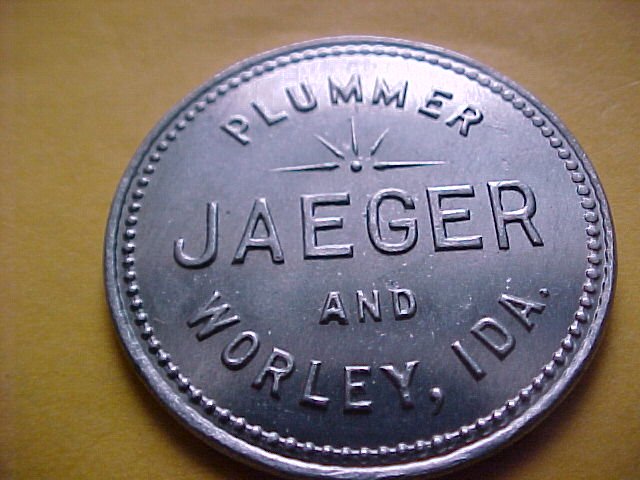 PLUMMER
JAEGER
AND
WORLEY, IDA.